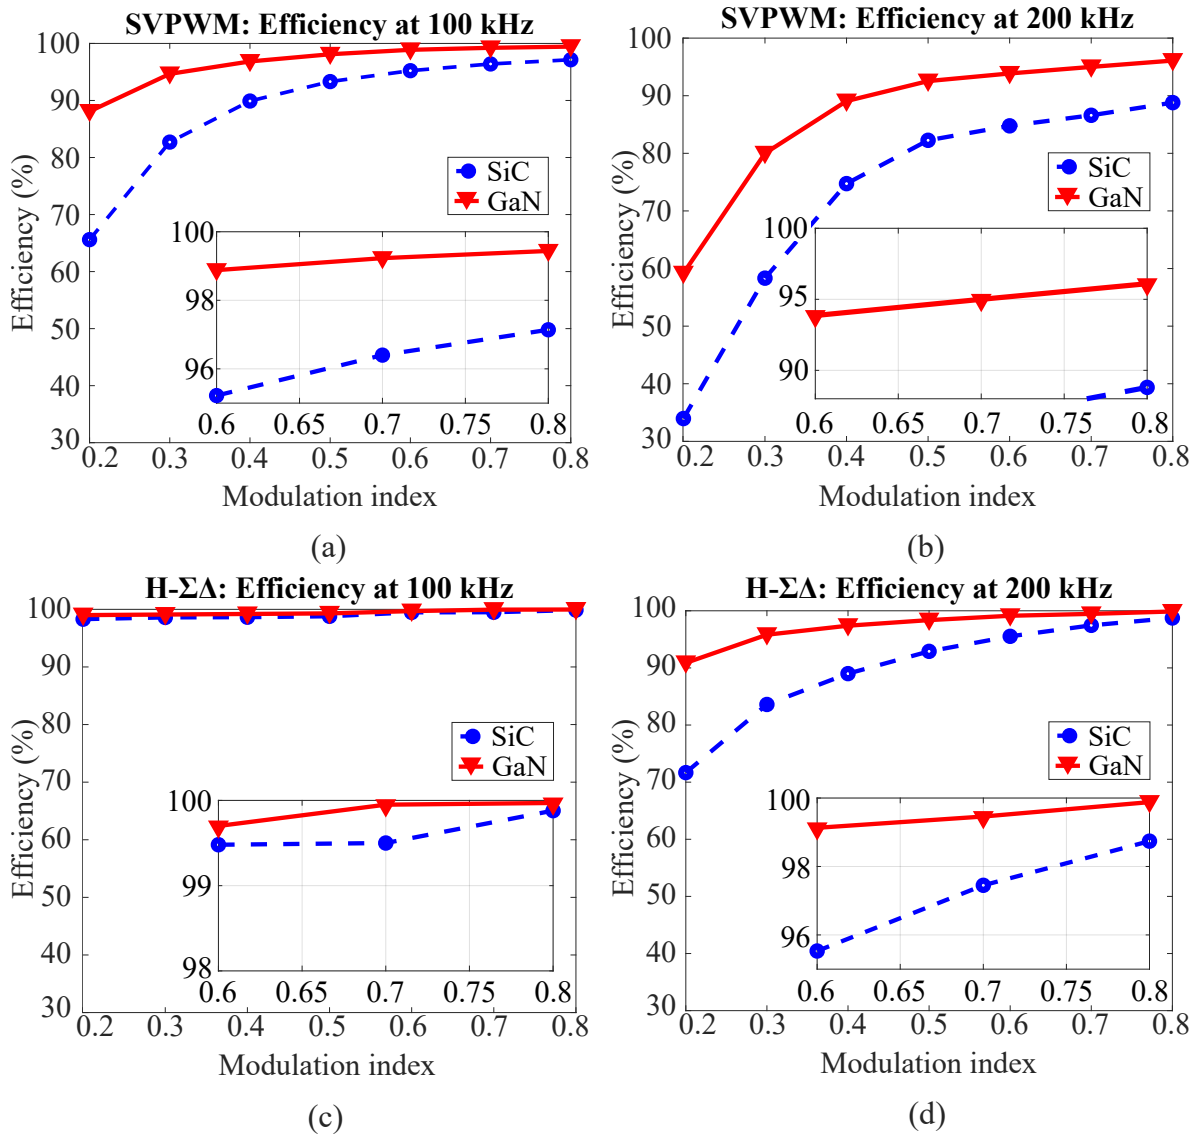 SVPWM: Efficiency at 100 kHz
100
90
80
70
60
50
40
30
Efficiency (%)
SiC
GaN
100
98
96
0.6 0.65 0.7 0.75 0.8
0.2 0.3 0.4 0.5 0.6 0.7 0.8
Modulation index
(a)
SVPWM: Efficiency at 200 kHz
100
90
80
70
60
50
40
30
Efficiency (%)
SiC
GaN
100
95
90
0.6 0.65 0.7 0.75 0.8
0.2 0.3 0.4 0.5 0.6 0.7 0.8
Modulation index
(b)
H-ΣΔ: Efficiency at 100 kHz
100
90
80
70
60
50
40
30
Efficiency (%)
SiC
GaN
100
99
98
0.6 0.65 0.7 0.75 0.8
0.2 0.3 0.4 0.5 0.6 0.7 0.8
Modulation index
(c)
H-ΣΔ: Efficiency at 200 kHz
100
90
80
70
60
50
40
30
Efficiency (%)
SiC
GaN
100
98
96
0.6 0.65 0.7 0.75 0.8
0.2 0.3 0.4 0.5 0.6 0.7 0.8
Modulation index
(d)